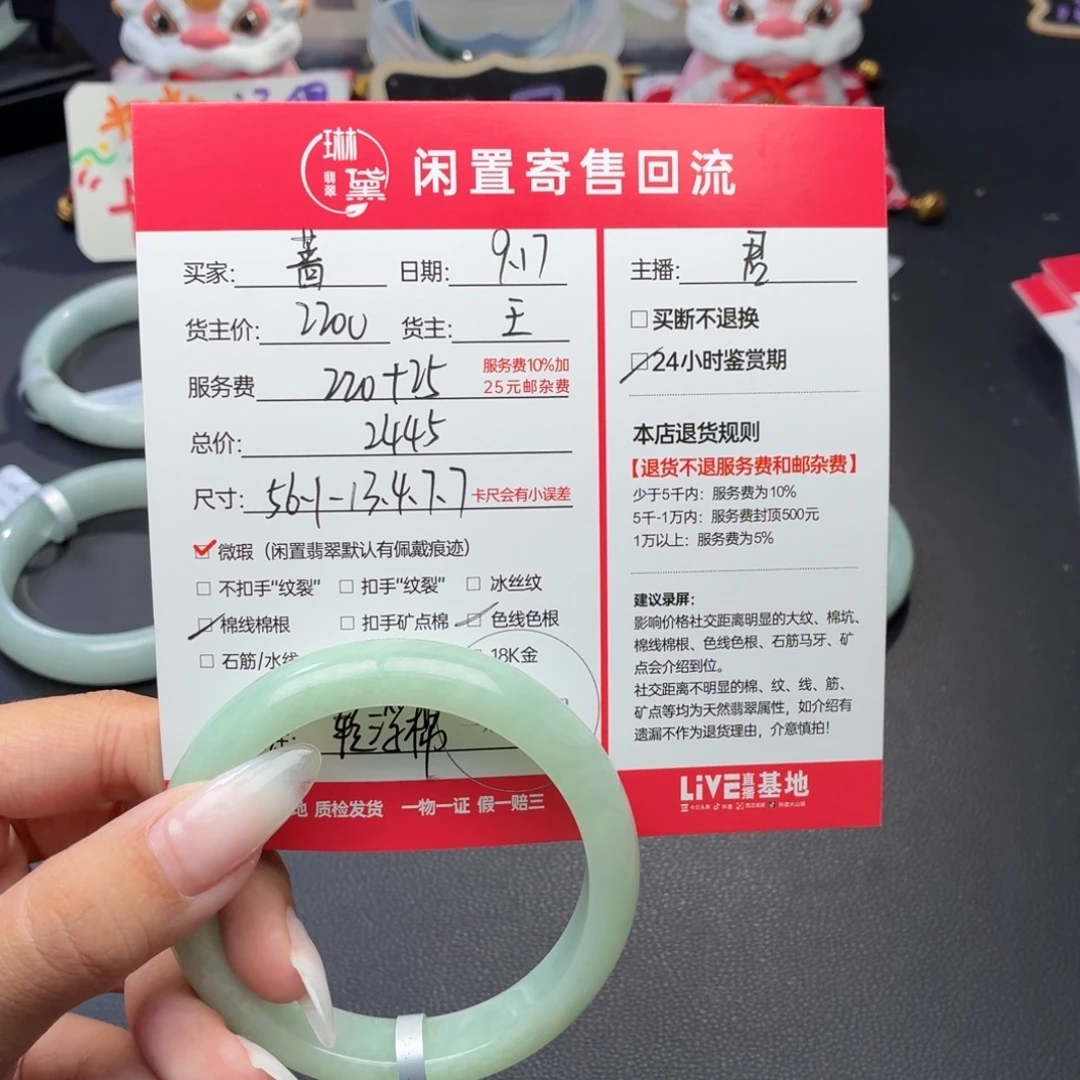 琳黛
翡翠
闲置寄售回流
买家: 蔷 日期: 9.17
货主价: 2200 货主: 王
服务费 220+25 服务费10%加
25元邮杂费
总价: 2445
尺寸: 56.1-13.4.7.7 卡尺会有小误差
微瑕（闲置翡翠默认有佩戴痕迹）
不扣手"纹裂" 扣手"纹裂" 冰丝纹
棉线棉根 扣手矿点棉 色线色根
石筋/水线 18K金
浮棉
地 质检发货 一物一证 假一赔三
主播: 君
买断不退换
24小时鉴赏期
本店退货规则
【退货不退服务费和邮杂费】
少于5千内：服务费为10%
5千-1万内：服务费封顶500元
1万以上：服务费为5%
建议录屏：
影响价格社交距离明显的大纹、棉坑、
棉线棉根、色线色根、石筋马牙、矿
点会介绍到位。
社交距离不明显的棉、纹、线、筋、
矿点等均为天然翡翠属性，如介绍有
遗漏不作为退货理由，介意慎拍！
LiVE直播基地